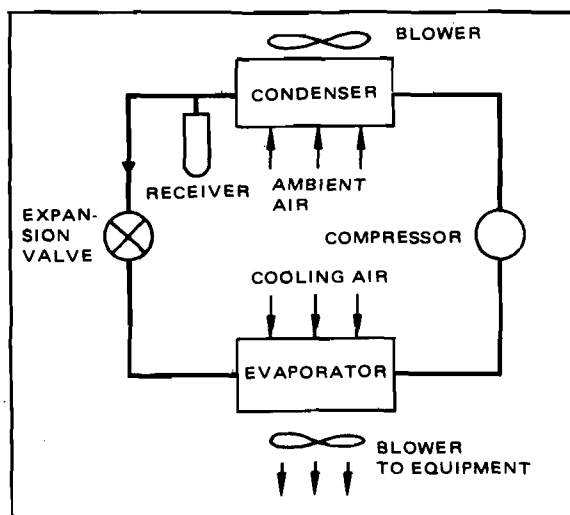 BLOWER
CONDENSER
RECEIVER
AMBIENT
AIR
EXPAN-
SION
VALVE
COMPRESSOR
COOLING AIR
EVAPORATOR
BLOWER
TO EQUIPMENT